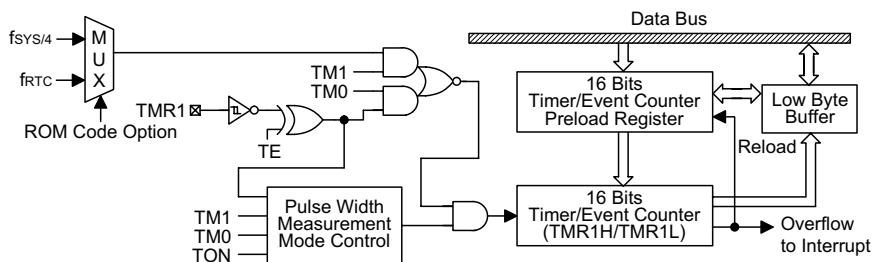 Data Bus
fSYS/4
fRTC
M
U
X
ROM Code Option
TMR1
TE
TM1
TM0
16 Bits
Timer/Event Counter
Preload Register
Low Byte
Buffer
Reload
TM1
TM0
TON
Pulse Width
Measurement
Mode Control
16 Bits
Timer/Event Counter
(TMR1H/TMR1L)
Overflow
to Interrupt